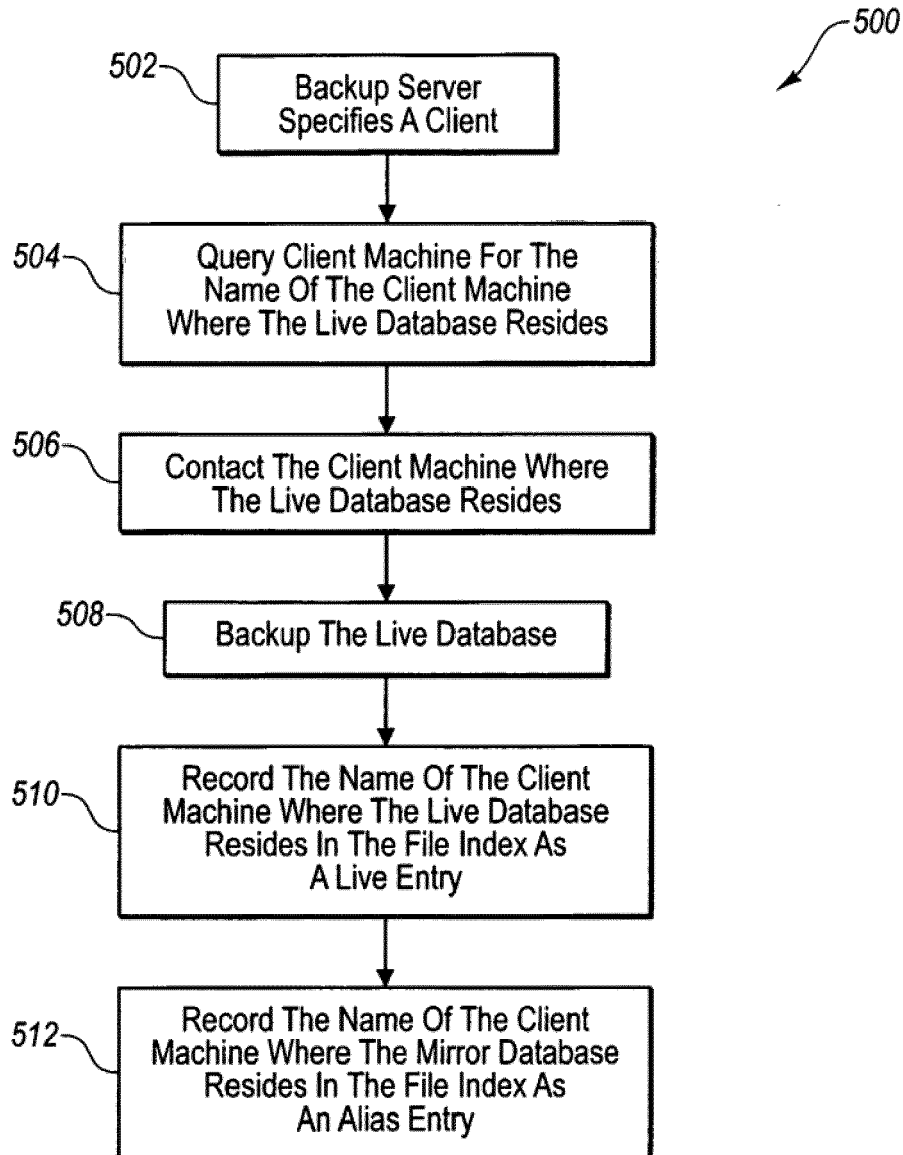 500
502
Backup Server
Specifies A Client
504
Query Client Machine For The
Name Of The Client Machine
Where The Live Database Resides
506
Contact The Client Machine Where
The Live Database Resides
508
Backup The Live Database
510
Record The Name Of The Client
Machine Where The Live Database
Resides In The File Index As
A Live Entry
512
Record The Name Of The Client
Machine Where The Mirror Database
Resides In The File Index As
An Alias Entry